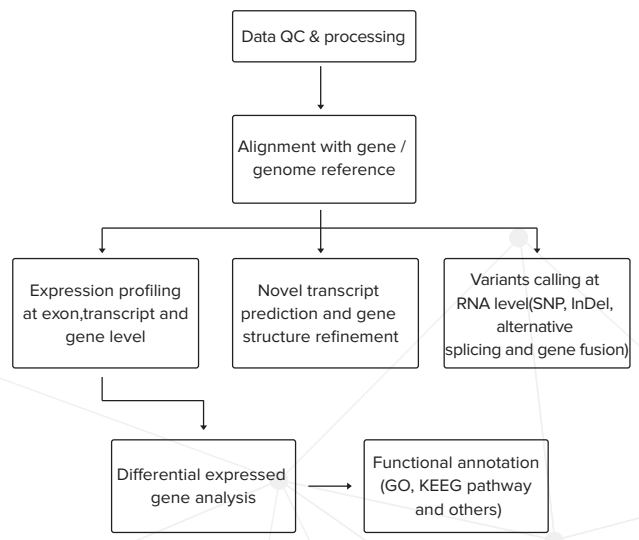 Data QC & processing
Alignment with gene /
genome reference
Expression profiling
at exon,transcript and
gene level
Novel transcript
prediction and gene
structure refinement
Variants calling at
RNA level(SNP, InDel,
alternative
splicing and gene fusion)
Differential expressed
gene analysis
Functional annotation
(GO, KEEG pathway
and others)